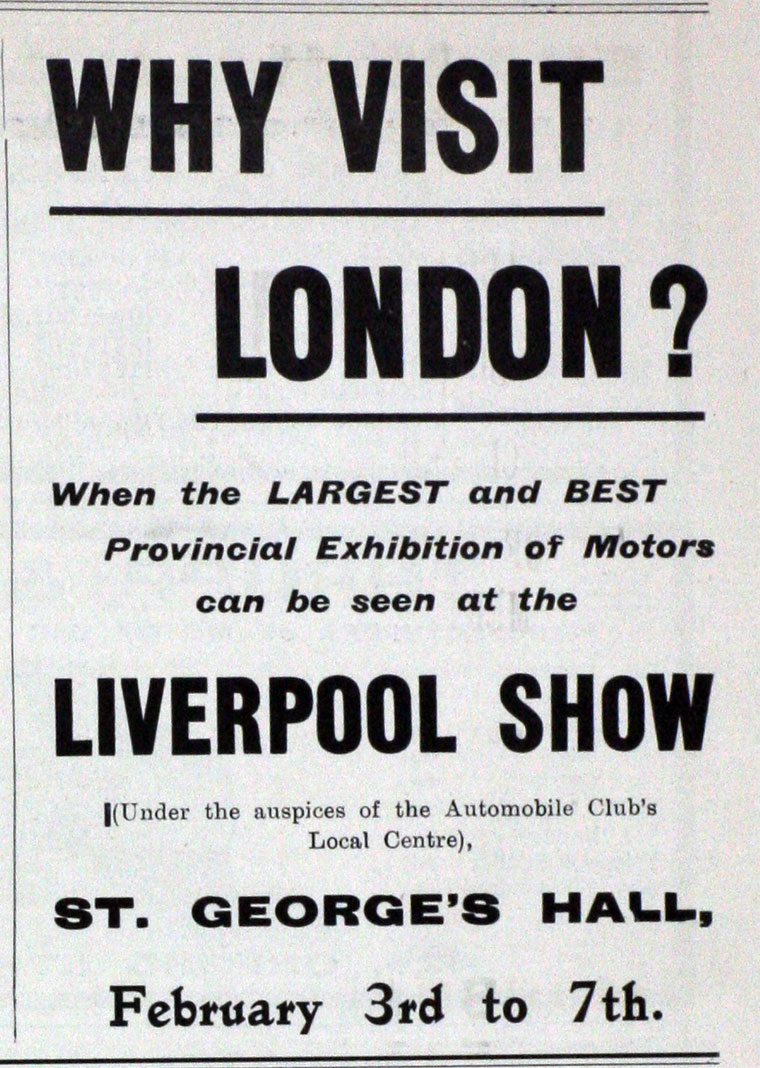 WHY VISIT
LONDON?
When the LARGEST and BEST
Provincial Exhibition of Motors
can be seen at the
LIVERPOOL SHOW
(Under the auspices of the Automobile Club's
Local Centre),
ST. GEORGE'S HALL,
February 3rd to 7th.